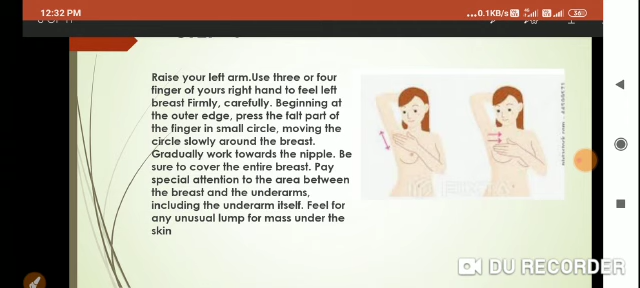 12:32 PM
...0.1KB/S
36
Raise your left arm.Use three or four
finger of yours right hand to feel left
breast Firmly, carefully. Beginning at
the outer edge, press the falt part of
the finger in small circle, moving the
circle slowly around the breast.
Gradually work towards the nipple. Be
sure to cover the entire breast. Pay
special attention to the area between
the breast and the underarms,
including the underarm itself. Feel for
any unusual lump for mass under the
skin
DU RECORDER